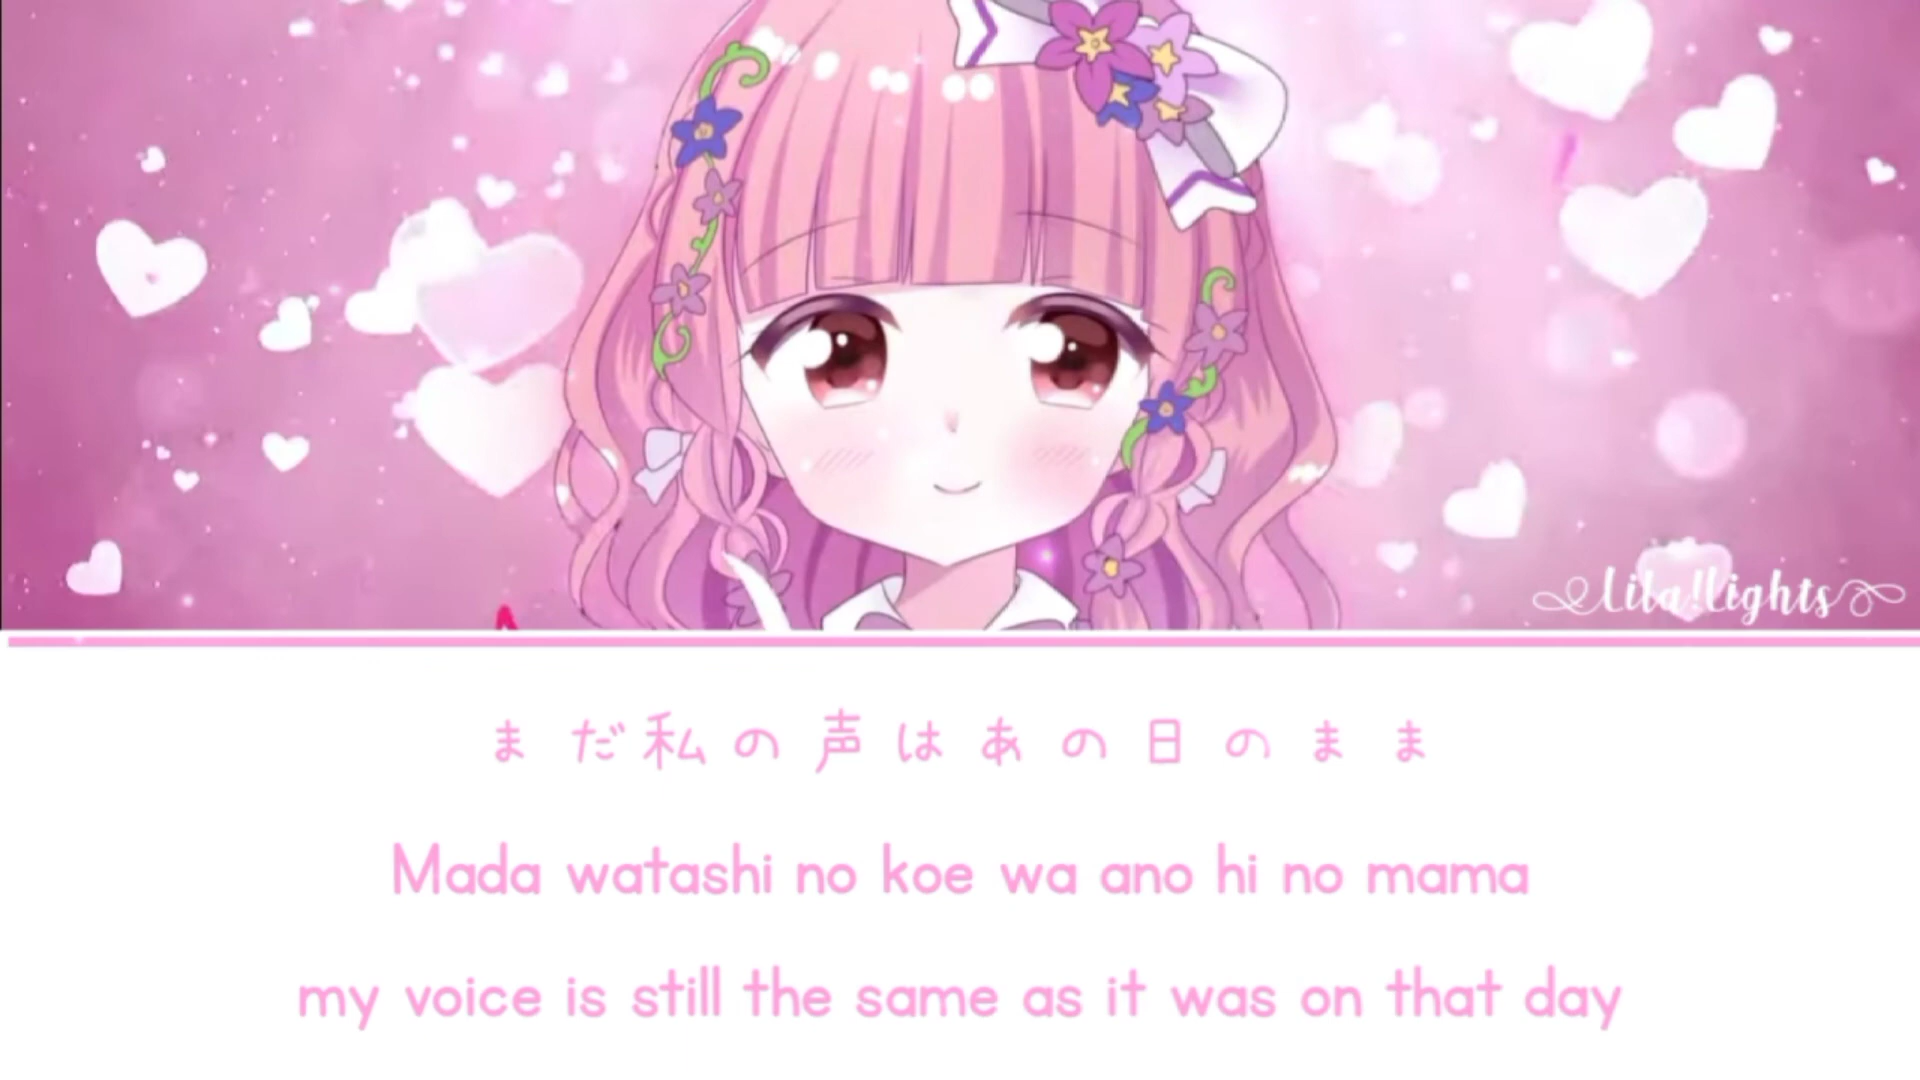 Lila!Lights
まだ私の声はあの日のまま
Mada watashi no koe wa ano hi no mama
my voice is still the same as it was on that day